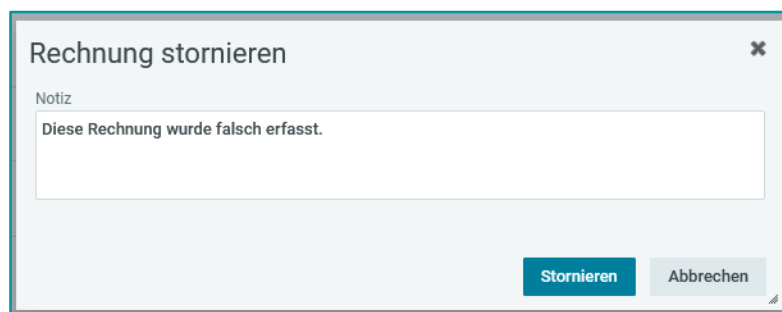 Rechnung stornieren
Notiz
Diese Rechnung wurde falsch erfasst.
Stornieren Abbrechen